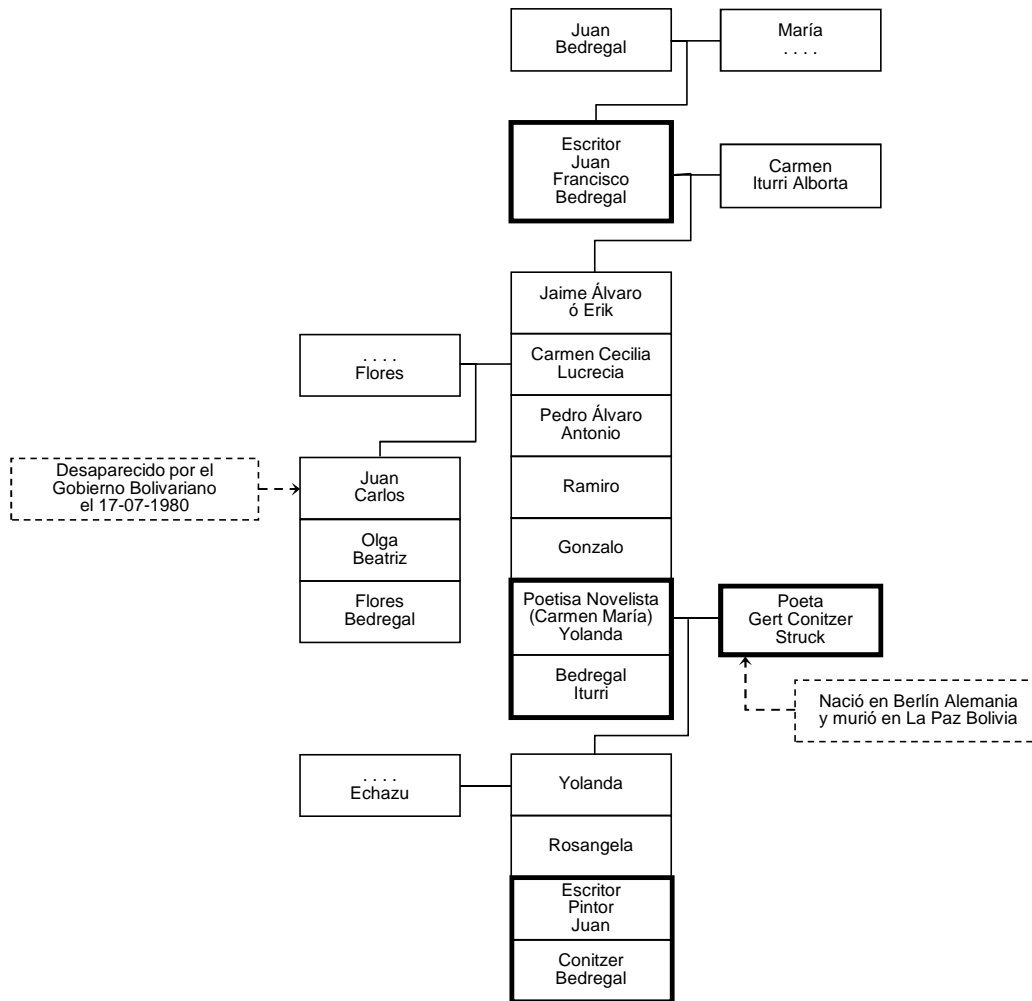 Juan
Bedregal
María
. . . .
Escritor
Juan
Francisco
Bedregal
Carmen
Iturri Alborta
Jaime Álvaro
ó Erik
. . . .
Flores
Carmen Cecilia
Lucrecia
Pedro Álvaro
Antonio
Desaparecido por el
Gobierno Bolivariano
el 17-07-1980
Juan
Carlos
Ramiro
Olga
Beatriz
Gonzalo
Flores
Bedregal
Poetisa Novelista
(Carmen María)
Yolanda
Poeta
Gert Conitzer
Struck
Bedregal
Iturri
Nació en Berlín Alemania
y murió en La Paz Bolivia
. . . .
Echazu
Yolanda
Rosangela
Escritor
Pintor
Juan
Conitzer
Bedregal